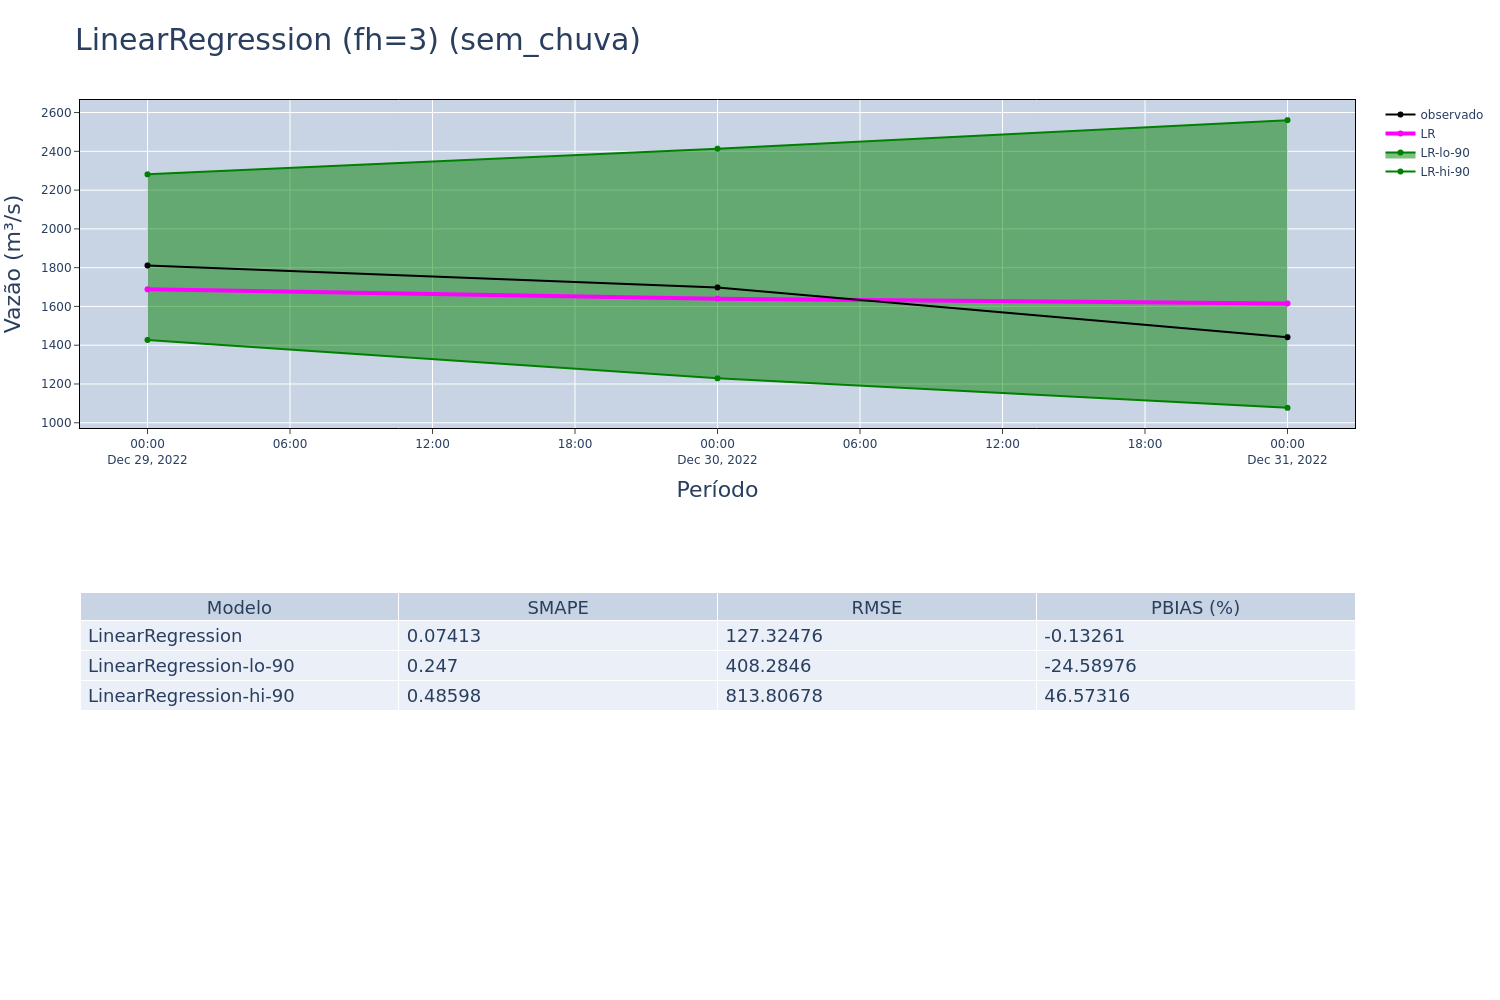 LinearRegression (fh=3) (sem_chuva)
observado
LR
LR-lo-90
LR-hi-90
Vazão (m³/s)
2600
2400
2200
2000
1800
1600
1400
1200
1000
00:00 06:00 12:00 18:00 00:00 06:00 12:00 18:00 00:00
Dec 29, 2022 Dec 30, 2022 Dec 31, 2022
Período
Modelo SMAPE RMSE PBIAS (%)
LinearRegression 0.07413 127.32476 -0.13261
LinearRegression-lo-90 0.247 408.2846 -24.58976
LinearRegression-hi-90 0.48598 813.80678 46.57316